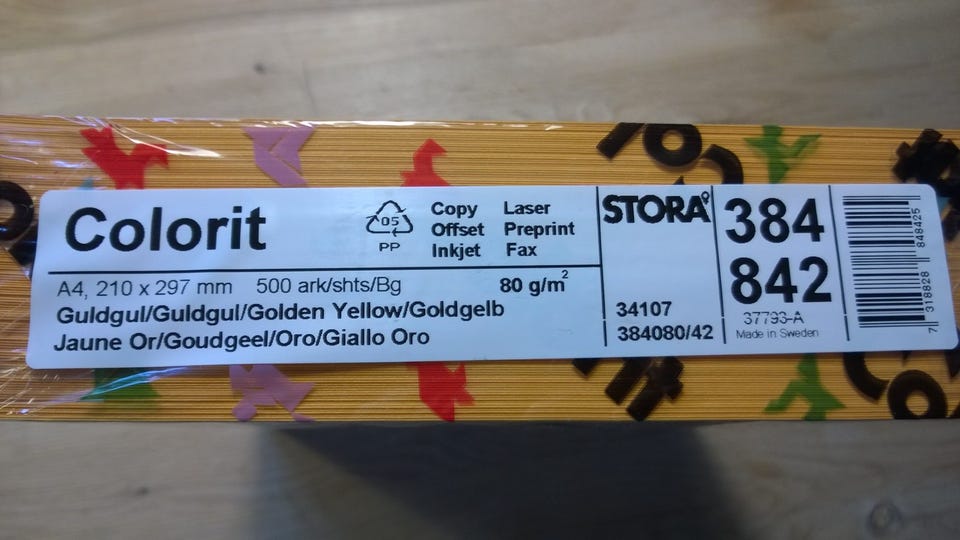 Colorit
05
PP
Copy Laser
Offset Preprint
Inkjet Fax
A4, 210 x 297 mm 500 ark/shts/Bg 80 g/m²
Guldgul/Guldgul/Golden Yellow/Goldgelb
Jaune Or/Goudgeel/Oro/Giallo Oro
STORA
34107
384080/42
384
842
37793-A
Made in Sweden
7 318828 848425